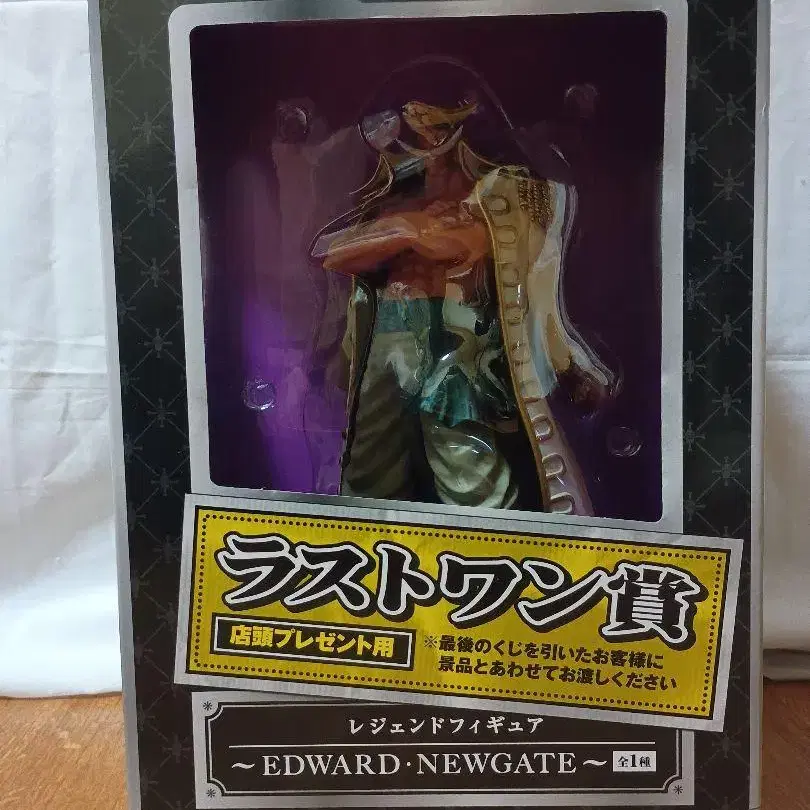 ラストワン賞
店頭プレゼント用
※最後のくじを引いたお客様に
景品とあわせてお渡しください
レジェンドフィギュア
～EDWARD・NEWGATE～ 全1種